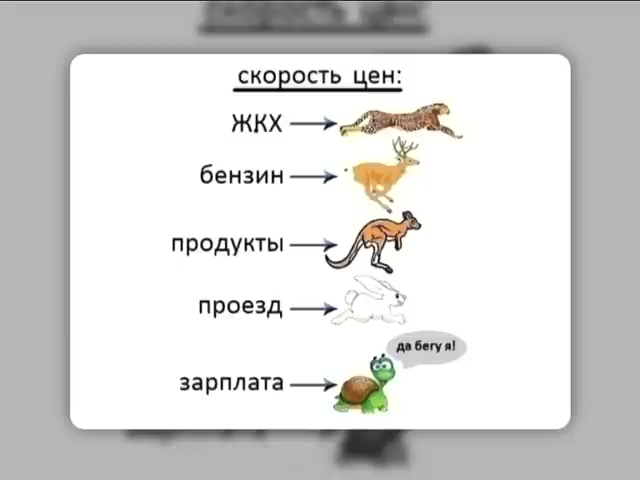 скорость цен:
ЖКХ
бензин
продукты
проезд
да бегу я!
зарплата